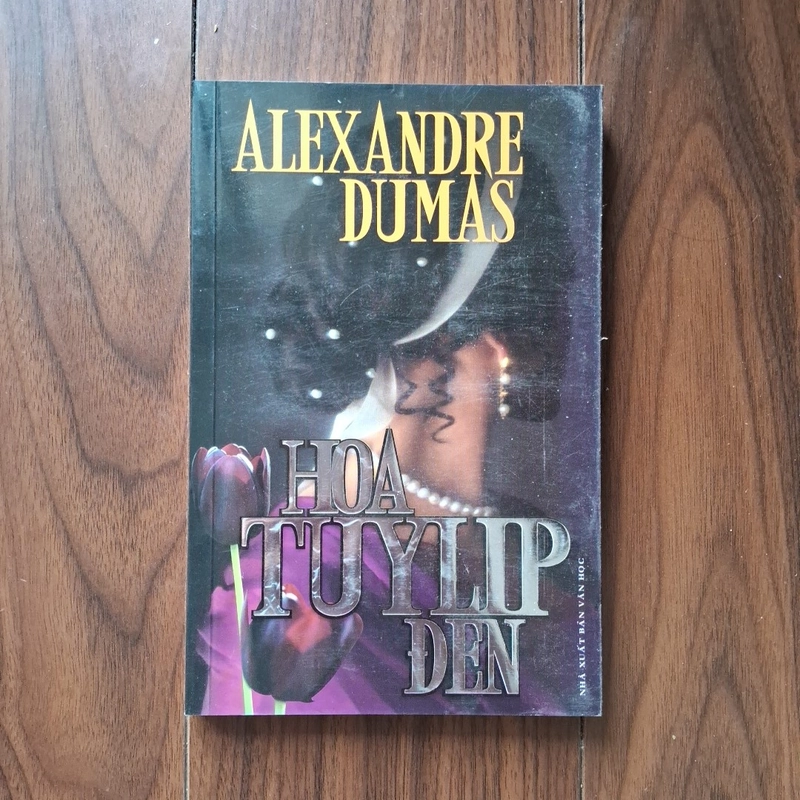 ALEXANDRE
DUMAS
HOA
TUYLIP
ĐEN
NHÀ XUẤT BẢN VĂN HỌC